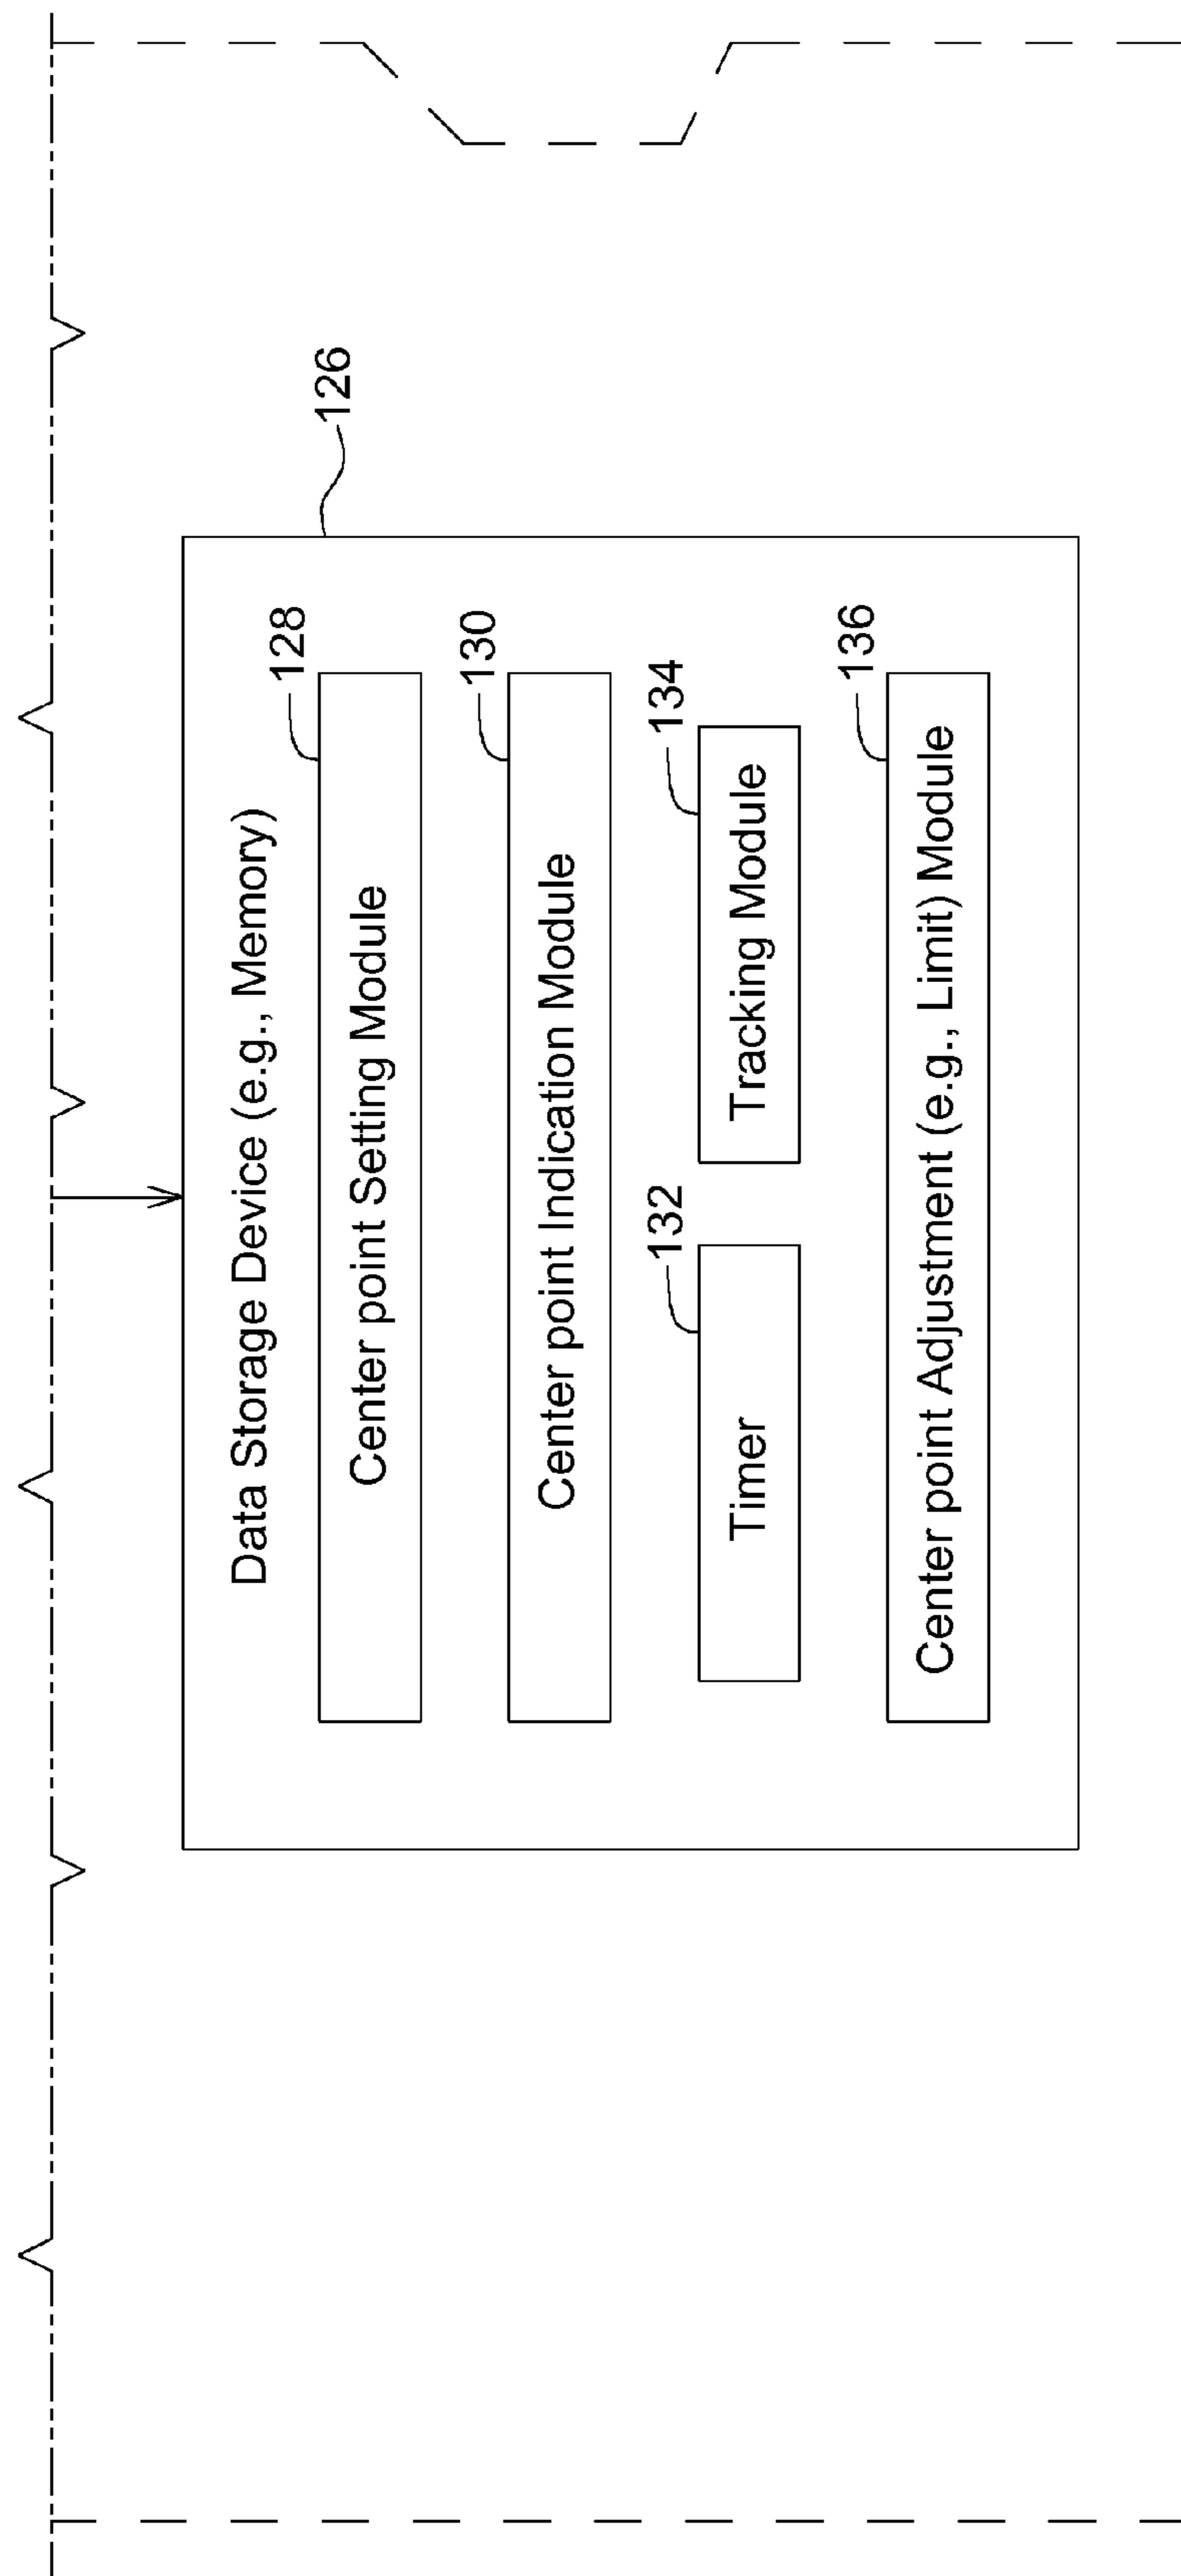 126
Data Storage Device (e.g., Memory)
128
Center point Setting Module
130
Center point Indication Module
132
Timer
134
Tracking Module
136
Center point Adjustment (e.g., Limit) Module